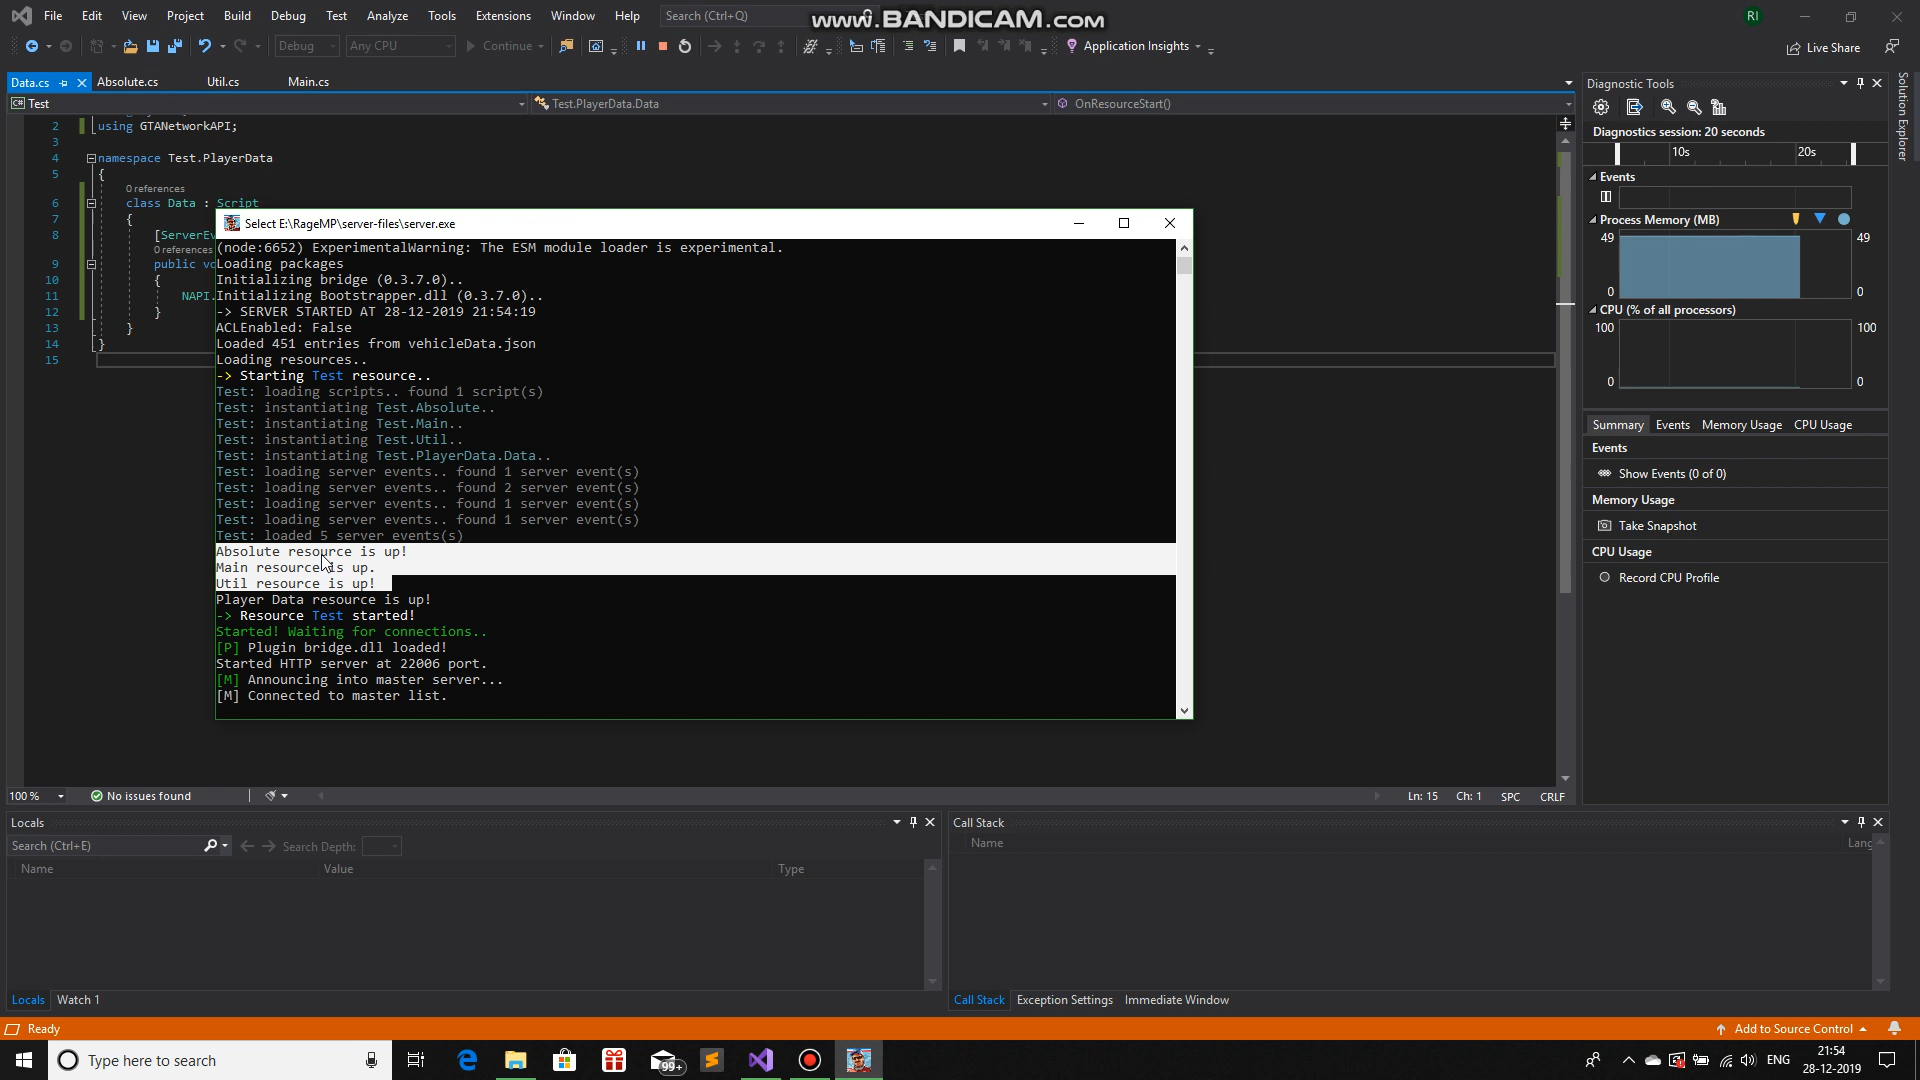 File Edit View Project Build Debug Test Analyze Tools Extensions Window Help Search (Ctrl+Q)
www.BANDICAM.com
RI
Debug Any CPU Continue Application Insights Live Share
Data.cs Absolute.cs Util.cs Main.cs
Test Test.PlayerData.Data OnResourceStart()
2 using GTANetworkAPI;
3
4 namespace Test.PlayerData
5 {
0 references
6 class Data : Script
7 {
8 [ServerEv
0 references
9 public vo
10 {
11 NAPI.
12 }
13 }
14 }
15
Select E:\RageMP\server-files\server.exe
(node:6652) ExperimentalWarning: The ESM module loader is experimental.
Loading packages
Initializing bridge (0.3.7.0)..
Initializing Bootstrapper.dll (0.3.7.0)..
-> SERVER STARTED AT 28-12-2019 21:54:19
ACLEnabled: False
Loaded 451 entries from vehicleData.json
Loading resources..
-> Starting Test resource..
Test: loading scripts.. found 1 script(s)
Test: instantiating Test.Absolute..
Test: instantiating Test.Main..
Test: instantiating Test.Util..
Test: instantiating Test.PlayerData.Data..
Test: loading server events.. found 1 server event(s)
Test: loading server events.. found 2 server event(s)
Test: loading server events.. found 1 server event(s)
Test: loading server events.. found 1 server event(s)
Test: loaded 5 server events(s)
Absolute resource is up!
Main resource is up.
Util resource is up!
Player Data resource is up!
-> Resource Test started!
Started! Waiting for connections..
[P] Plugin bridge.dll loaded!
Started HTTP server at 22006 port.
[M] Announcing into master server...
[M] Connected to master list.
Diagnostic Tools
Diagnostics session: 20 seconds
10s 20s
Events
Process Memory (MB)
49 49
0 0
CPU (% of all processors)
100 100
0 0
Summary Events Memory Usage CPU Usage
Events
Show Events (0 of 0)
Memory Usage
Take Snapshot
CPU Usage
Record CPU Profile
Solution Explorer
100 % No issues found Ln: 15 Ch: 1 SPC CRLF
Locals
Search (Ctrl+E) Search Depth:
Name Value Type
Locals Watch 1
Call Stack
Name Lang
Call Stack Exception Settings Immediate Window
Ready Add to Source Control
Type here to search
99+
ENG
21:54
28-12-2019